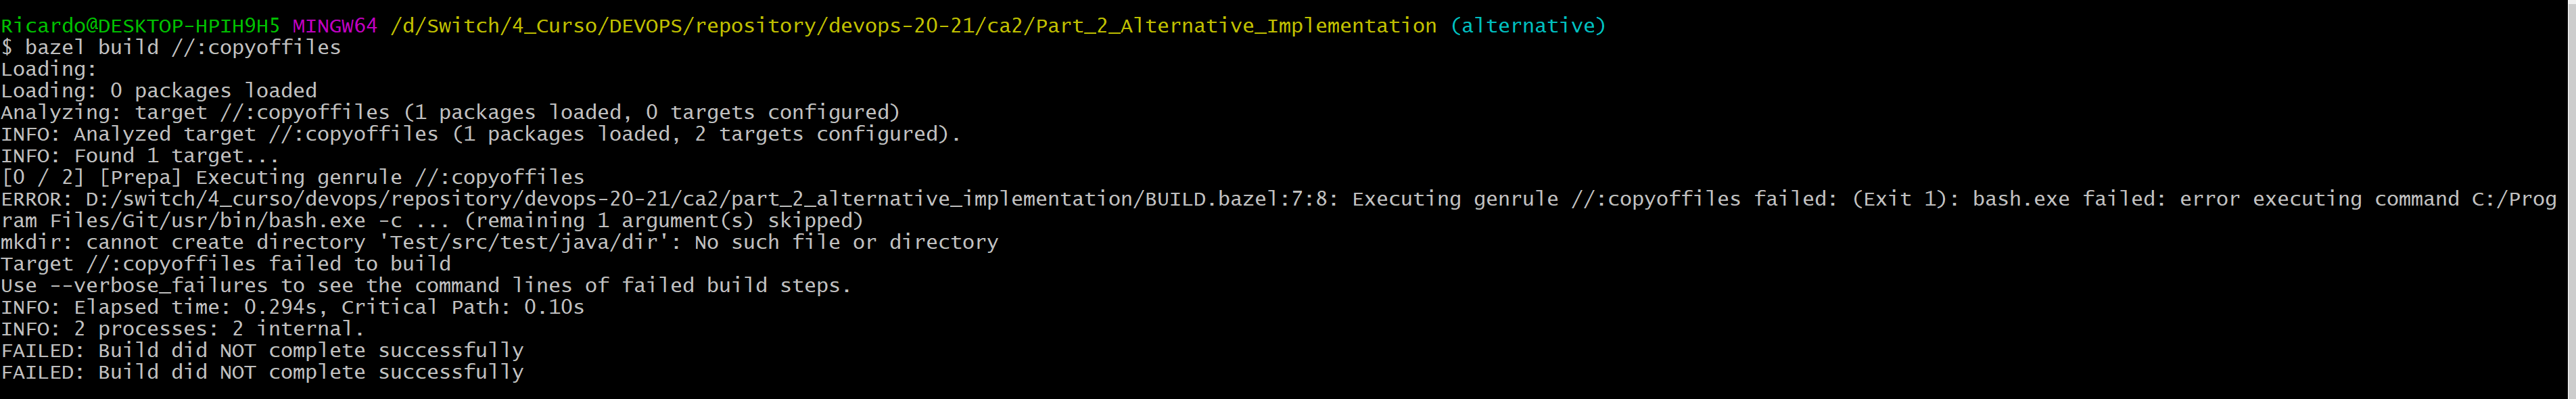 Ricardo@DESKTOP-HPIH9H5 MINGW64 /d/Switch/4_Curso/DEVOPS/repository/devops-20-21/ca2/Part_2_Alternative_Implementation (alternative)
$ bazel build //:copyoffiles
Loading:
Loading: 0 packages loaded
Analyzing: target //:copyoffiles (1 packages loaded, 0 targets configured)
INFO: Analyzed target //:copyoffiles (1 packages loaded, 2 targets configured).
INFO: Found 1 target...
[0 / 2] [Prepa] Executing genrule //:copyoffiles
ERROR: D:/switch/4_curso/devops/repository/devops-20-21/ca2/part_2_alternative_implementation/BUILD.bazel:7:8: Executing genrule //:copyoffiles failed: (Exit 1): bash.exe failed: error executing command C:/Prog
ram Files/Git/usr/bin/bash.exe -c ... (remaining 1 argument(s) skipped)
mkdir: cannot create directory 'Test/src/test/java/dir': No such file or directory
Target //:copyoffiles failed to build
Use --verbose_failures to see the command lines of failed build steps.
INFO: Elapsed time: 0.294s, Critical Path: 0.10s
INFO: 2 processes: 2 internal.
FAILED: Build did NOT complete successfully
FAILED: Build did NOT complete successfully